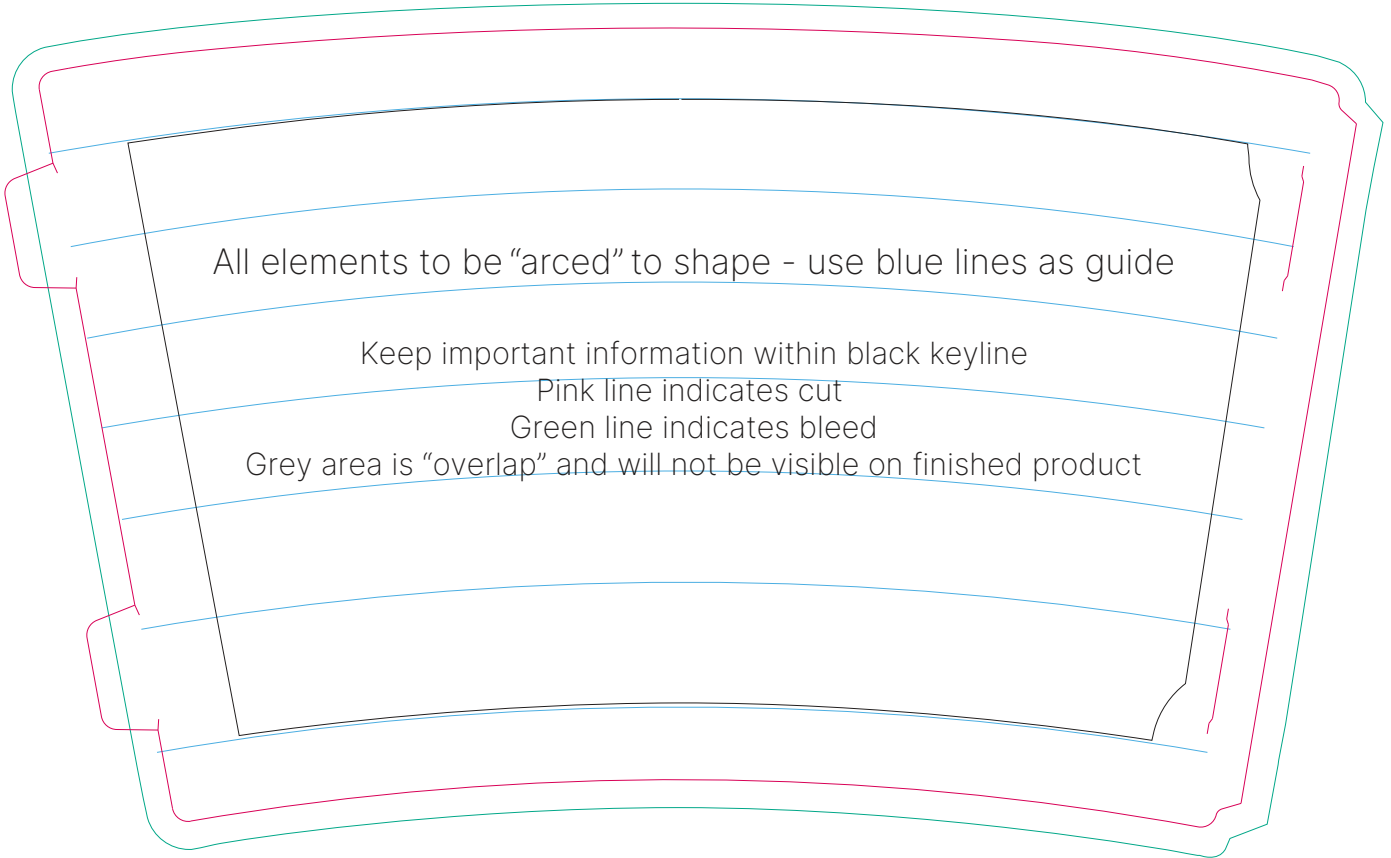 All elements to be “arced” to shape - use blue lines as guide
Keep important information within black keyline
Pink line indicates cut
Green line indicates bleed
Grey area is “overlap” and will not be visible on finished product